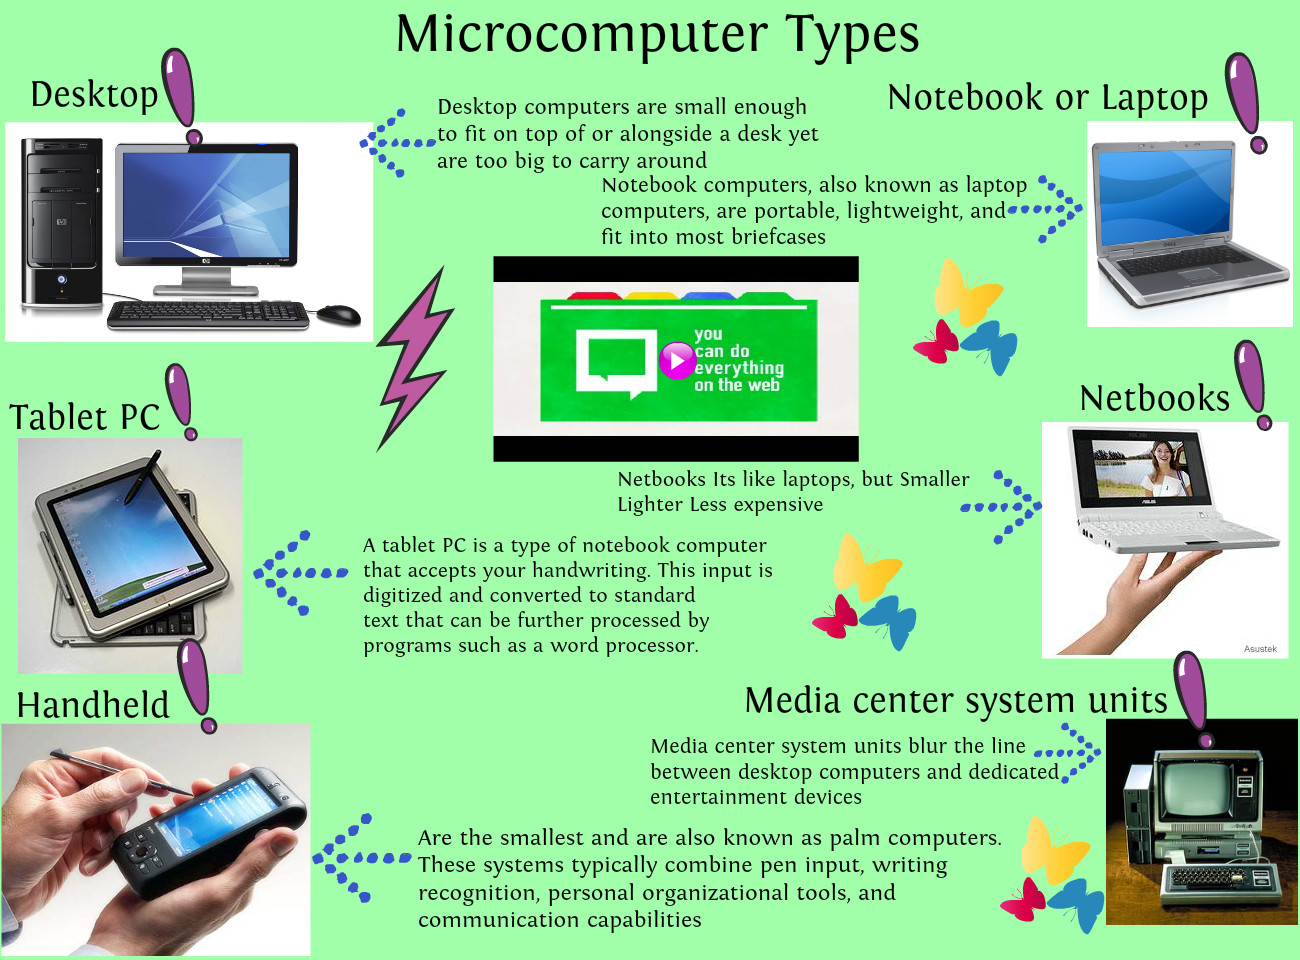 Microcomputer Types
Desktop
Desktop computers are small enough
to fit on top of or alongside a desk yet
are too big to carry around
Notebook or Laptop
Notebook computers, also known as laptop
computers, are portable, lightweight, and
fit into most briefcases
you
can do
everything
on the web
Tablet PC
A tablet PC is a type of notebook computer
that accepts your handwriting. This input is
digitized and converted to standard
text that can be further processed by
programs such as a word processor.
Netbooks
Netbooks Its like laptops, but Smaller
Lighter Less expensive
ASUS
Asustek
Handheld
Are the smallest and are also known as palm computers.
These systems typically combine pen input, writing
recognition, personal organizational tools, and
communication capabilities
Media center system units
Media center system units blur the line
between desktop computers and dedicated
entertainment devices